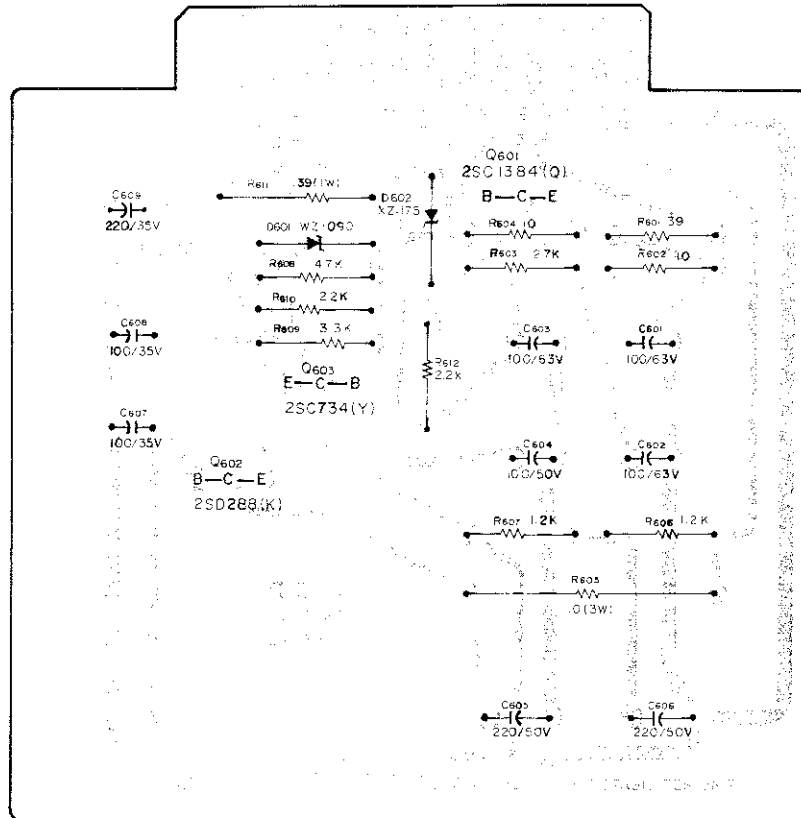 Q601
2SC1384(Q)
B C E
C609
220/35V
R611 39(1W)
D602
XZ-175
D601 WZ-090
R604 10
R601 39
R608 4.7K
R603 2.7K
R602 10
R610 2.2K
R609 3.3K
C608
100/35V
C603
100/63V
C601
100/63V
R612
2.2K
Q603
E C B
2SC734(Y)
C607
100/35V
C604
100/50V
C602
100/63V
Q602
B C E
2SD288(K)
R607 1.2K
R606 1.2K
R605
(3W)
C605
220/50V
C606
220/50V